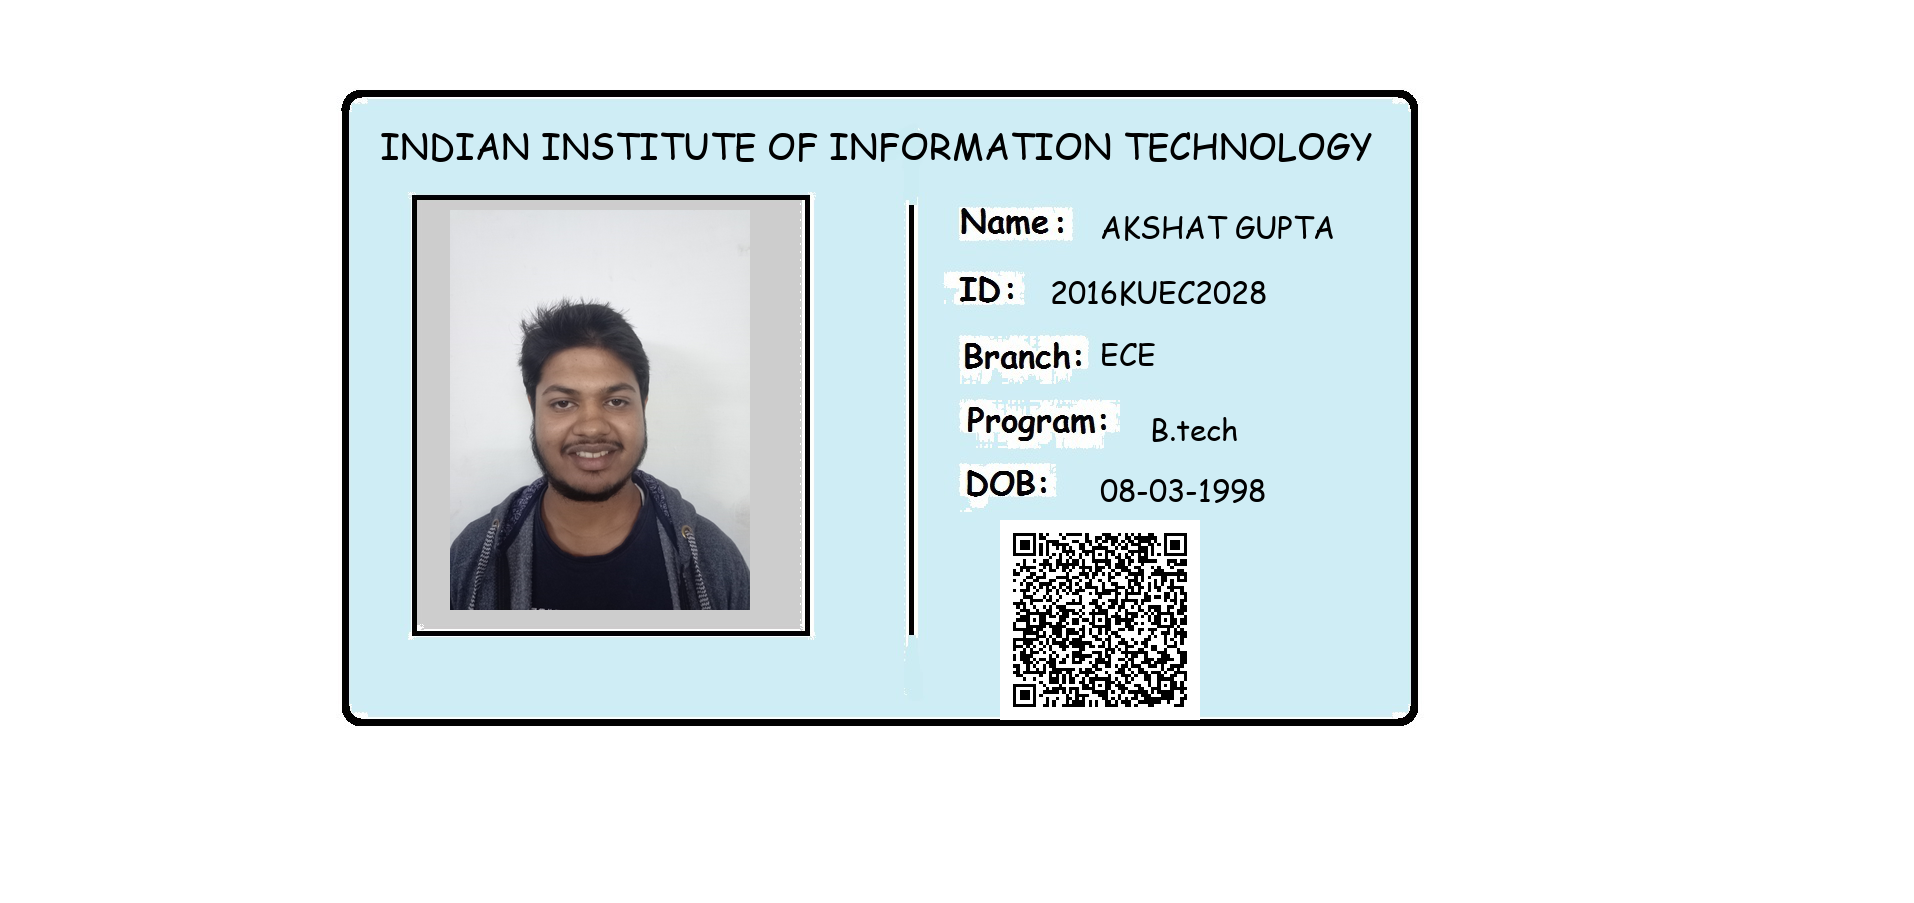 INDIAN INSTITUTE OF INFORMATION TECHNOLOGY
Name: AKSHAT GUPTA
ID: 2016KUEC2028
Branch: ECE
Program: B.tech
DOB: 08-03-1998